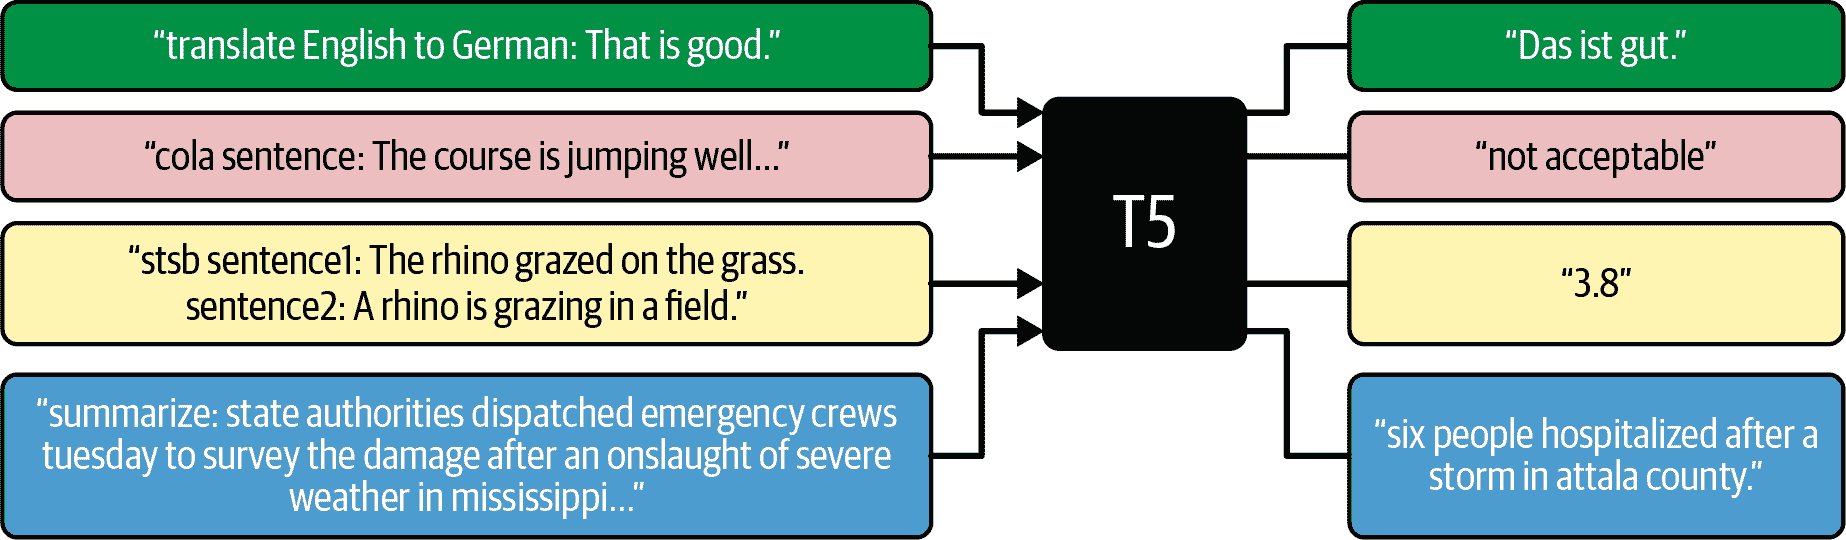 “translate English to German: That is good.”
“Das ist gut.”
“cola sentence: The course is jumping well...”
“not acceptable”
T5
“stsb sentence1: The rhino grazed on the grass.
sentence2: A rhino is grazing in a field.”
“3.8”
“summarize: state authorities dispatched emergency crews
tuesday to survey the damage after an onslaught of severe
weather in mississippi...”
“six people hospitalized after a
storm in attala county.”